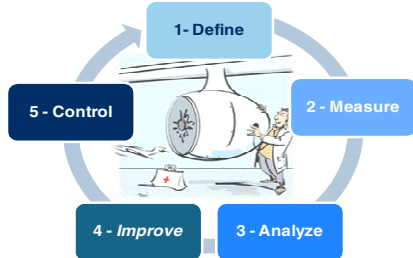 1- Define
2 - Measure
3 - Analyze
4 - Improve
5 - Control